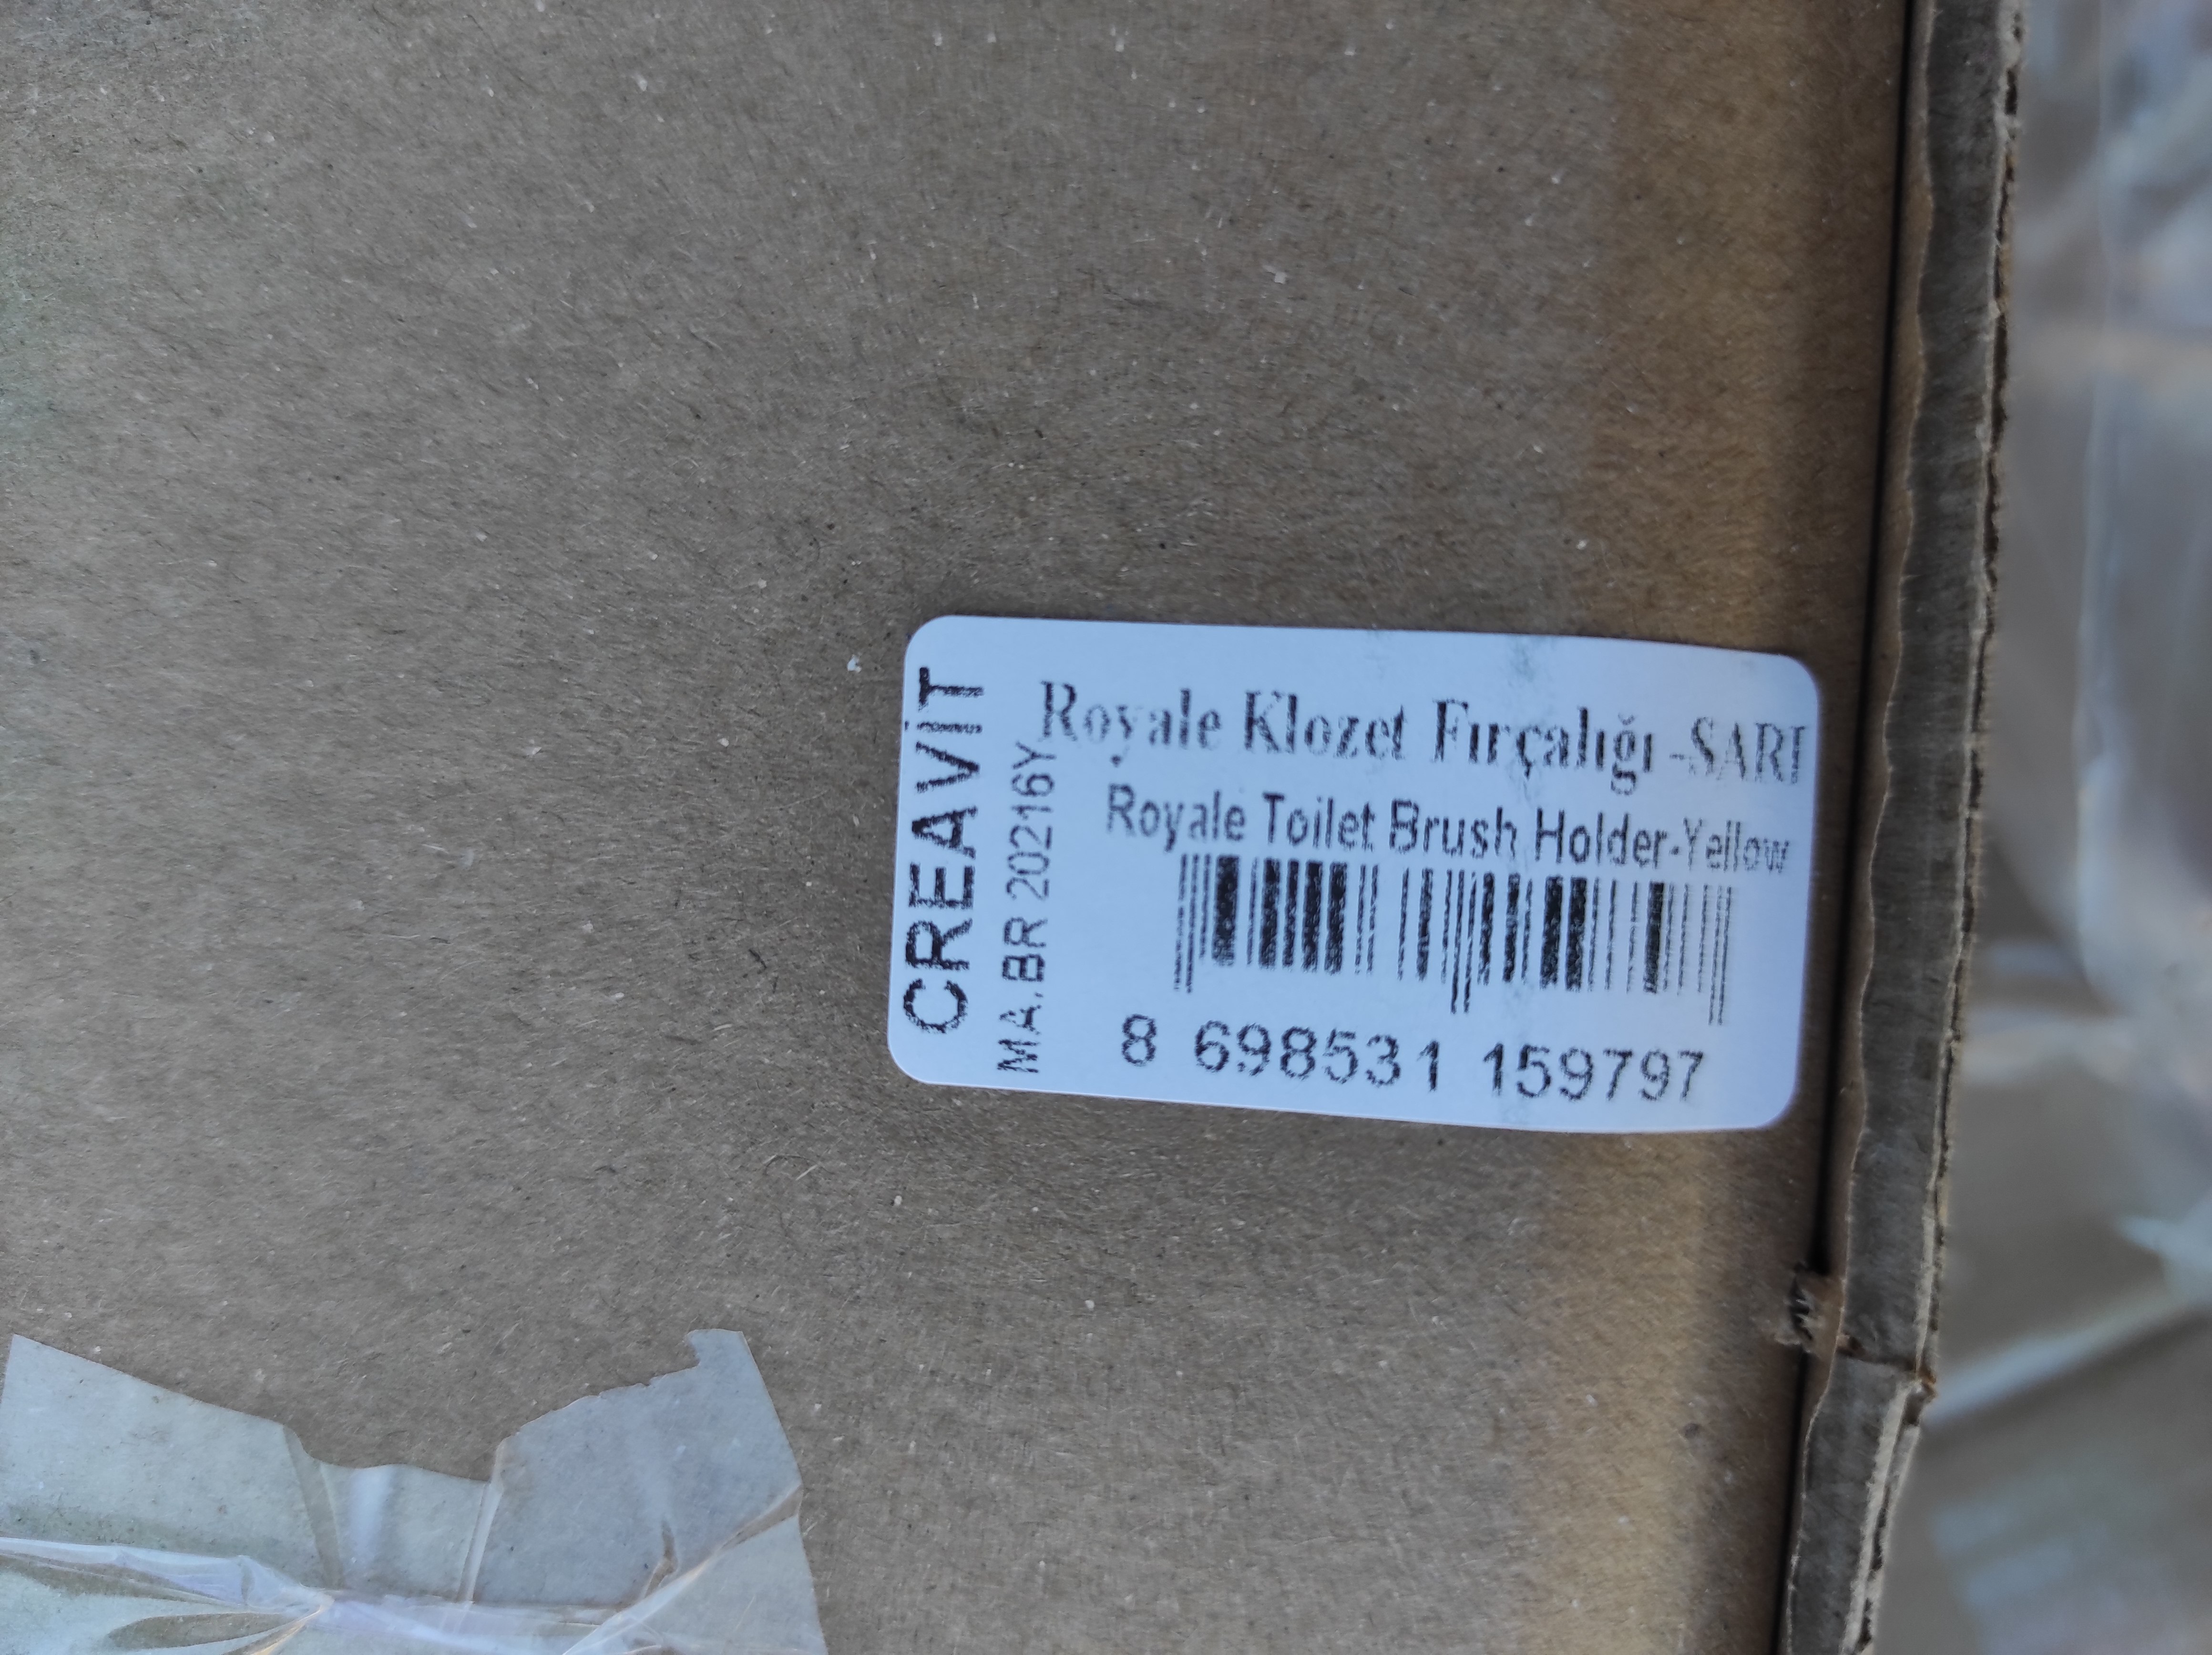 CREAVİT
MA.BR 20216Y
Royale Klozet Fırçalığı -SARI
Royale Toilet Brush Holder-Yellow
8 698531 159797